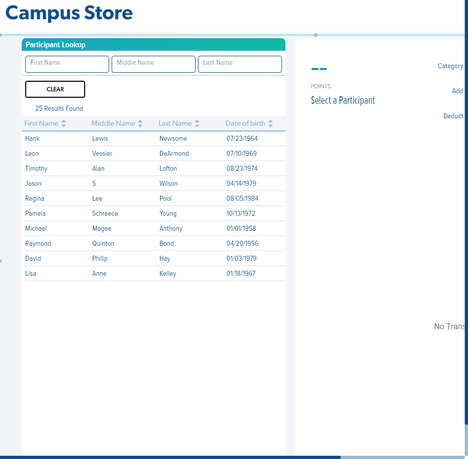 Campus Store
Participant Lookup
First Name Middle Name Last Name
CLEAR
25 Results Found
First Name Middle Name Last Name Date of birth
Hank Lewis Newsome 07/23/1964
Leon Vessier DeArmond 07/10/1969
Timothy Alan Lofton 08/23/1974
Jason S Wilson 04/14/1979
Regina Lee Pool 08/05/1984
Pamela Schreece Young 10/13/1972
Michael Magee Anthony 01/01/1958
Raymond Quinton Bond 04/20/1956
David Philip Hay 01/03/1979
Lisa Anne Kelley 01/18/1967
--
POINTS
Select a Participant
Category
Add
Deduct
No Trans